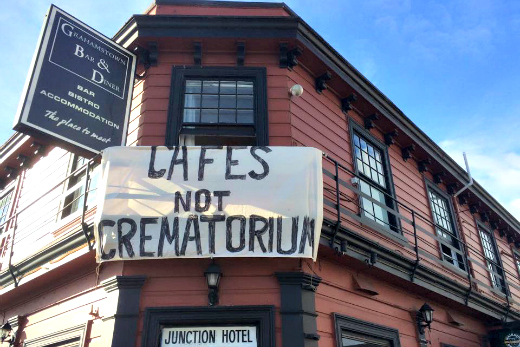 GRAHAMSTOWN
BAR
&
DINER
BAR
BISTRO
ACCOMMODATION
The place to meet
CAFES
NOT
CREMATORIUM
JUNCTION HOTEL